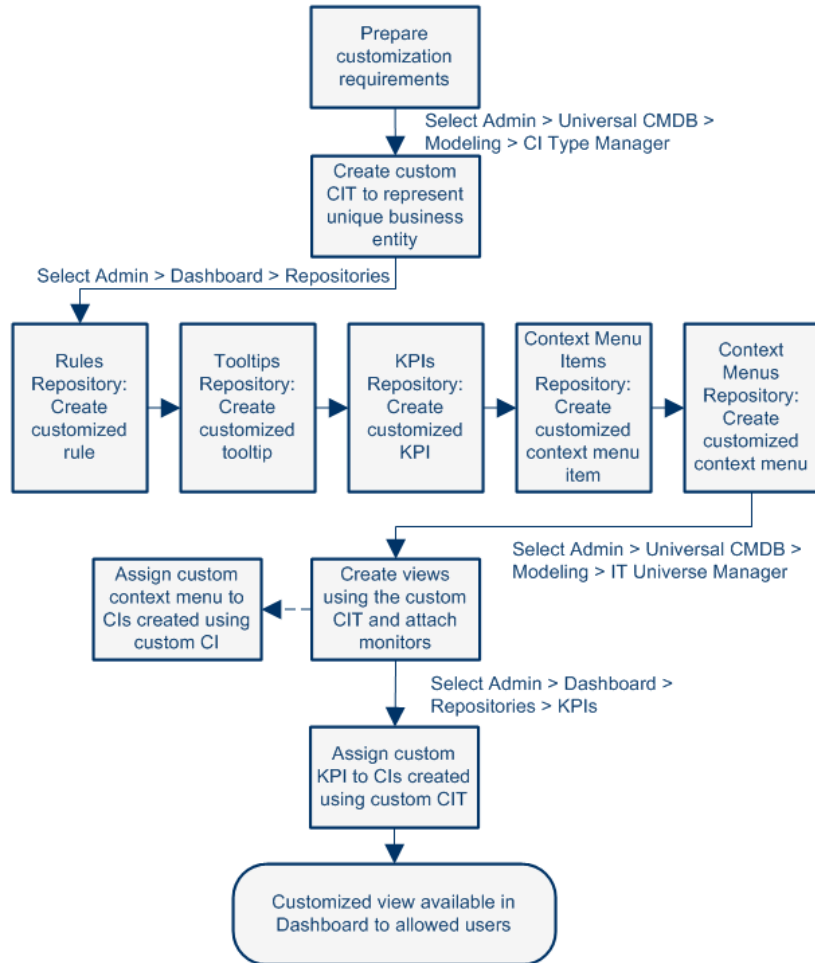 Prepare
customization
requirements
Select Admin > Universal CMDB >
Modeling > CI Type Manager
Create custom
CIT to represent
unique business
entity
Select Admin > Dashboard > Repositories
Rules
Repository:
Create
customized
rule
Tooltips
Repository:
Create
customized
tooltip
KPIs
Repository:
Create
customized
KPI
Context Menu
Items
Repository:
Create
customized
context menu
item
Context
Menus
Repository:
Create
customized
context menu
Select Admin > Universal CMDB >
Modeling > IT Universe Manager
Assign custom
context menu to
CIs created using
custom CI
Create views
using the custom
CIT and attach
monitors
Select Admin > Dashboard >
Repositories > KPIs
Assign custom
KPI to CIs created
using custom CIT
Customized view available in
Dashboard to allowed users